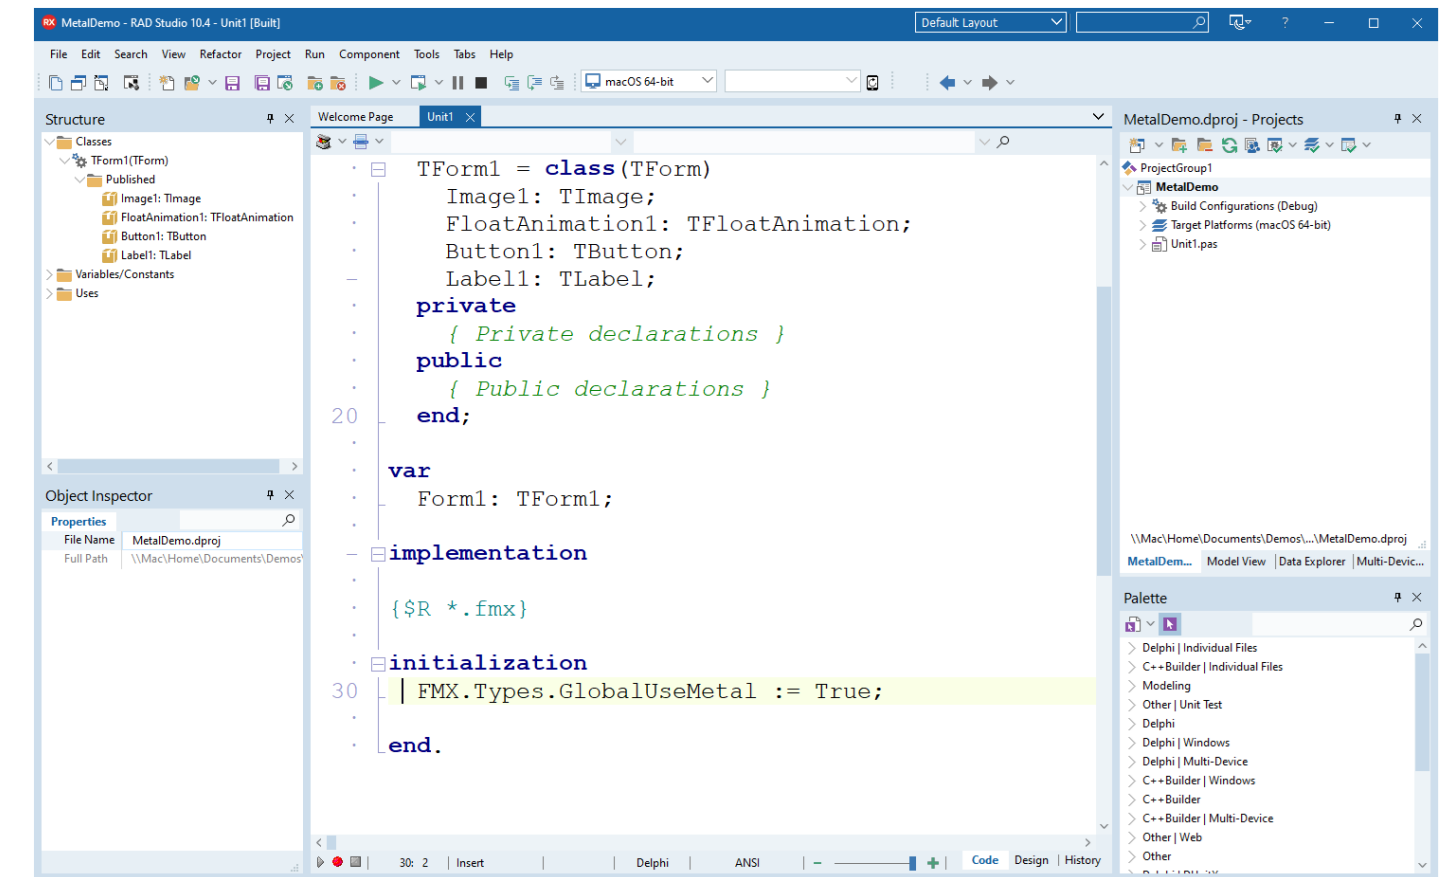 RX MetalDemo - RAD Studio 10.4 - Unit1 [Built]
Default Layout
?
File Edit Search View Refactor Project Run Component Tools Tabs Help
macOS 64-bit
Structure
Classes
TForm1(TForm)
Published
Image1: TImage
FloatAnimation1: TFloatAnimation
Button1: TButton
Label1: TLabel
Variables/Constants
Uses
Object Inspector
Properties
File Name MetalDemo.dproj
Full Path \\Mac\Home\Documents\Demos\
Welcome Page Unit1
TForm1 = class(TForm)
Image1: TImage;
FloatAnimation1: TFloatAnimation;
Button1: TButton;
Label1: TLabel;
private
{ Private declarations }
public
{ Public declarations }
20 end;
var
Form1: TForm1;
implementation
{$R *.fmx}
initialization
30 FMX.Types.GlobalUseMetal := True;
end.
30: 2 Insert Delphi ANSI Code Design History
MetalDemo.dproj - Projects
ProjectGroup1
MetalDemo
Build Configurations (Debug)
Target Platforms (macOS 64-bit)
Unit1.pas
\\Mac\Home\Documents\Demos\...\MetalDemo.dproj
MetalDem... Model View Data Explorer Multi-Devic...
Palette
Delphi | Individual Files
C++Builder | Individual Files
Modeling
Other | Unit Test
Delphi
Delphi | Windows
Delphi | Multi-Device
C++Builder | Windows
C++Builder
C++Builder | Multi-Device
Other | Web
Other